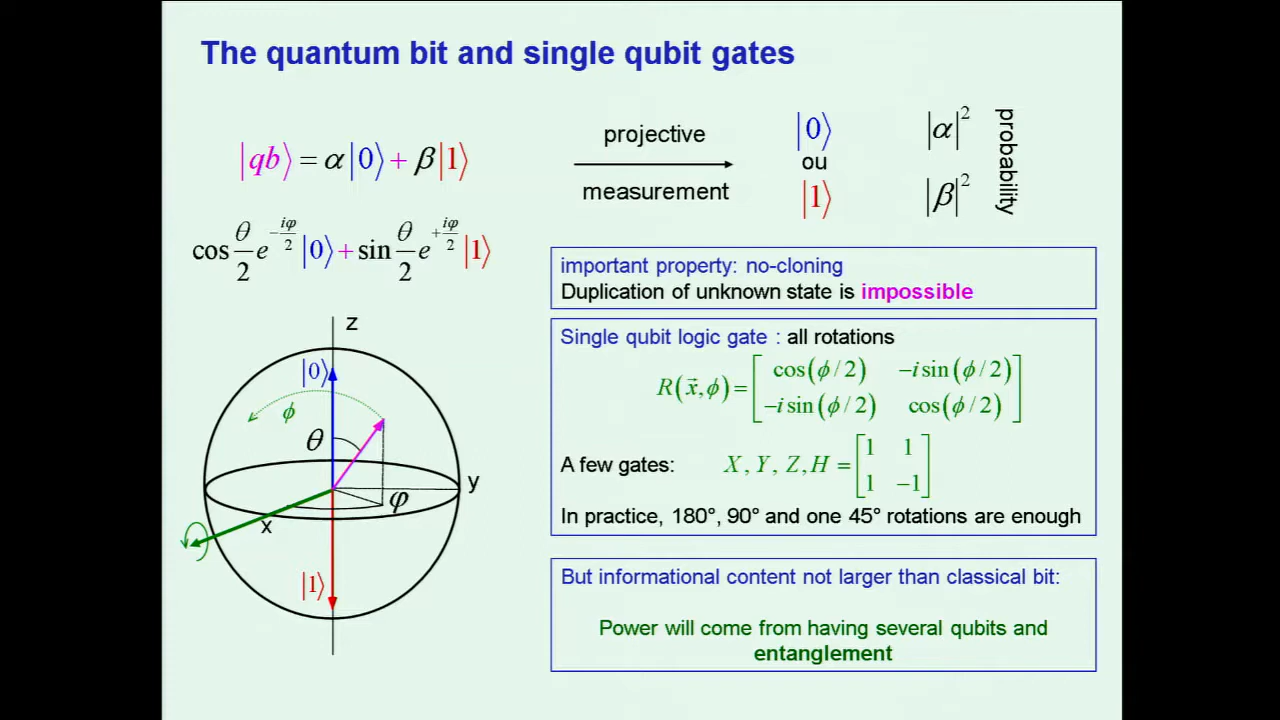 The quantum bit and single qubit gates
|qb⟩ = α|0⟩ + β|1⟩
projective
measurement
|0⟩
ou
|1⟩
|α|²
|β|²
probability
cos θ/2 e^(−iφ/2) |0⟩ + sin θ/2 e^(+iφ/2) |1⟩
important property: no-cloning
Duplication of unknown state is impossible
z
|0⟩
ϕ
θ
y
φ
x
|1⟩
Single qubit logic gate : all rotations
R(x⃗,ϕ) = [cos(ϕ/2) −i sin(ϕ/2)
−i sin(ϕ/2) cos(ϕ/2)]
A few gates: X, Y, Z, H = [1 1
1 −1]
In practice, 180°, 90° and one 45° rotations are enough
But informational content not larger than classical bit:
Power will come from having several qubits and
entanglement